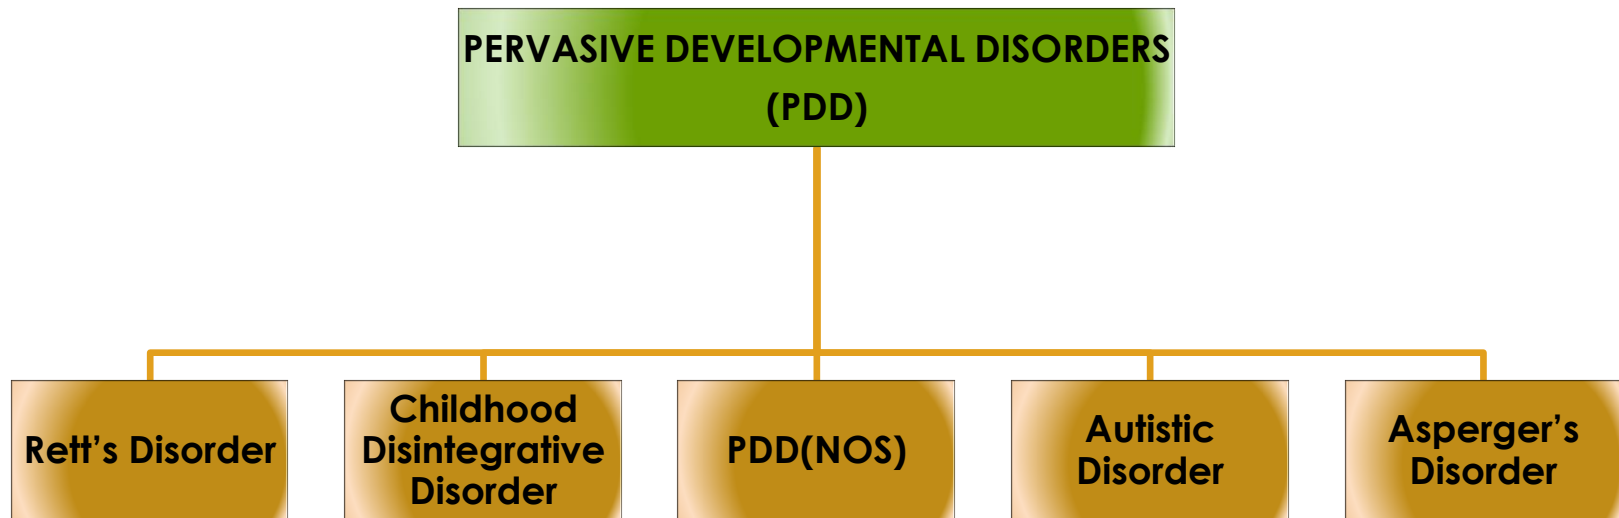 PERVASIVE DEVELOPMENTAL DISORDERS
(PDD)
Rett’s Disorder
Childhood
Disintegrative
Disorder
PDD(NOS)
Autistic
Disorder
Asperger’s
Disorder